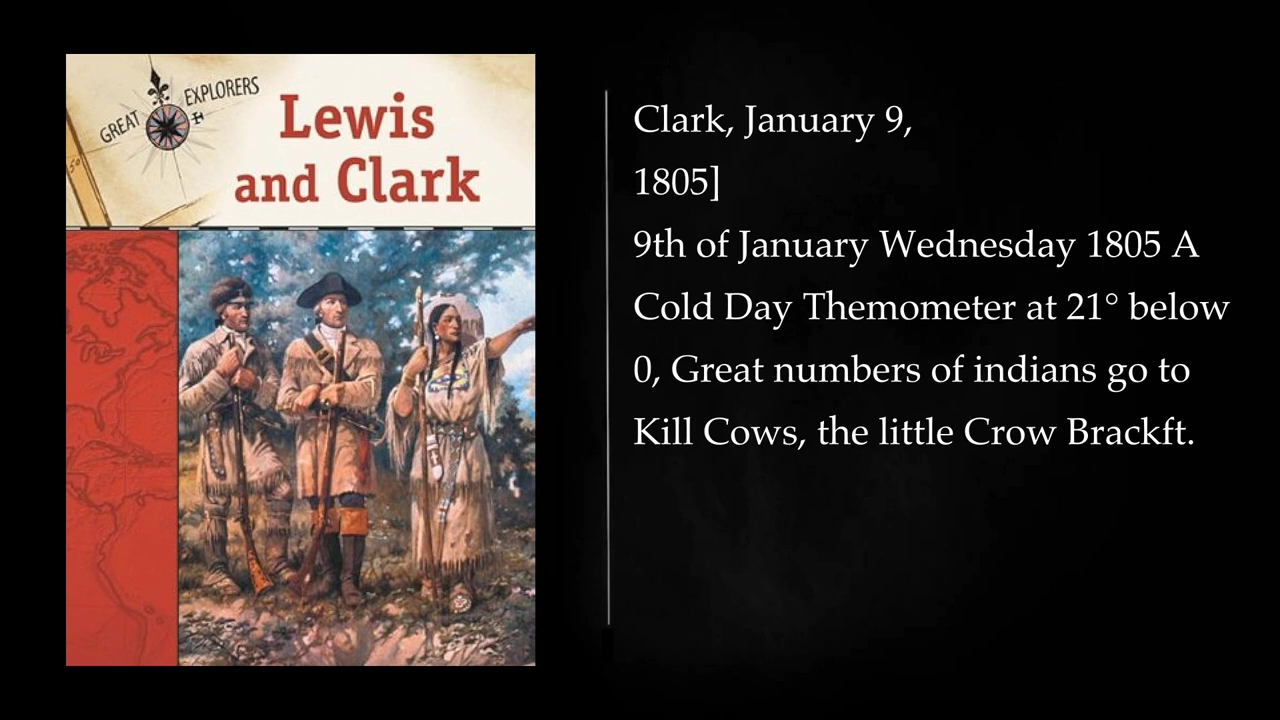 GREAT EXPLORERS
Lewis
and Clark
50
Clark, January 9,
1805]
9th of January Wednesday 1805 A
Cold Day Themometer at 21° below
0, Great numbers of indians go to
Kill Cows, the little Crow Brackft.